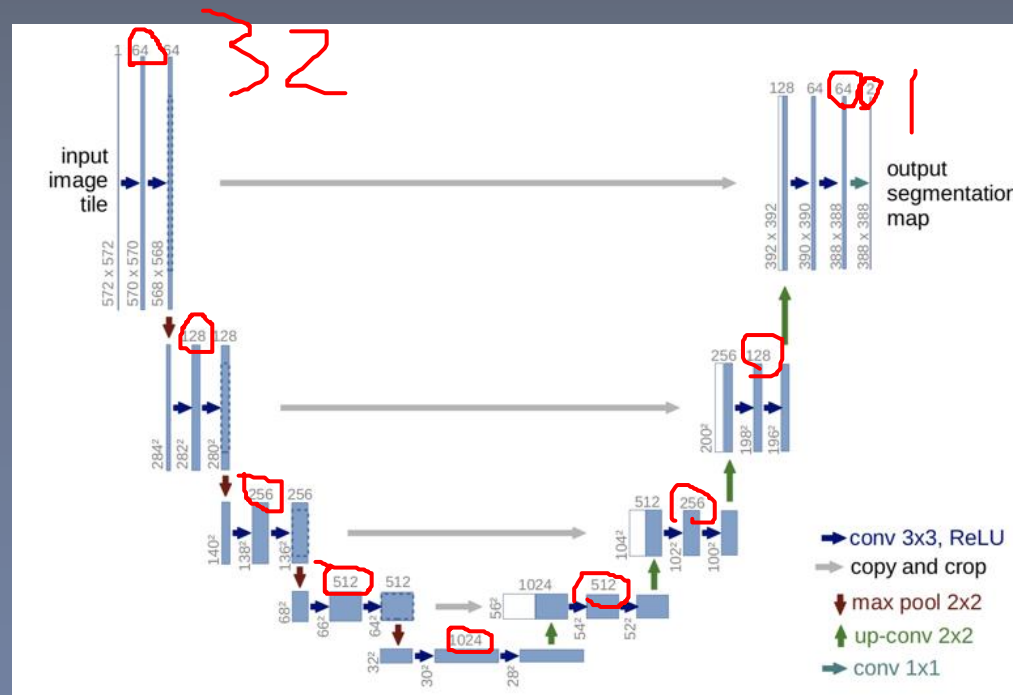 32
1 64 64
128 64 64 2
1
input
image
tile
output
segmentation
map
572 x 572
570 x 570
568 x 568
392 x 392
390 x 390
388 x 388
388 x 388
128 128
256 128
284²
282²
280²
200²
198²
196²
256 256
512 256
140²
138²
136²
104²
102²
100²
conv 3x3, ReLU
copy and crop
max pool 2x2
up-conv 2x2
conv 1x1
512 512
1024 512
68²
66²
64²
56²
54²
52²
1024
32²
30²
28²